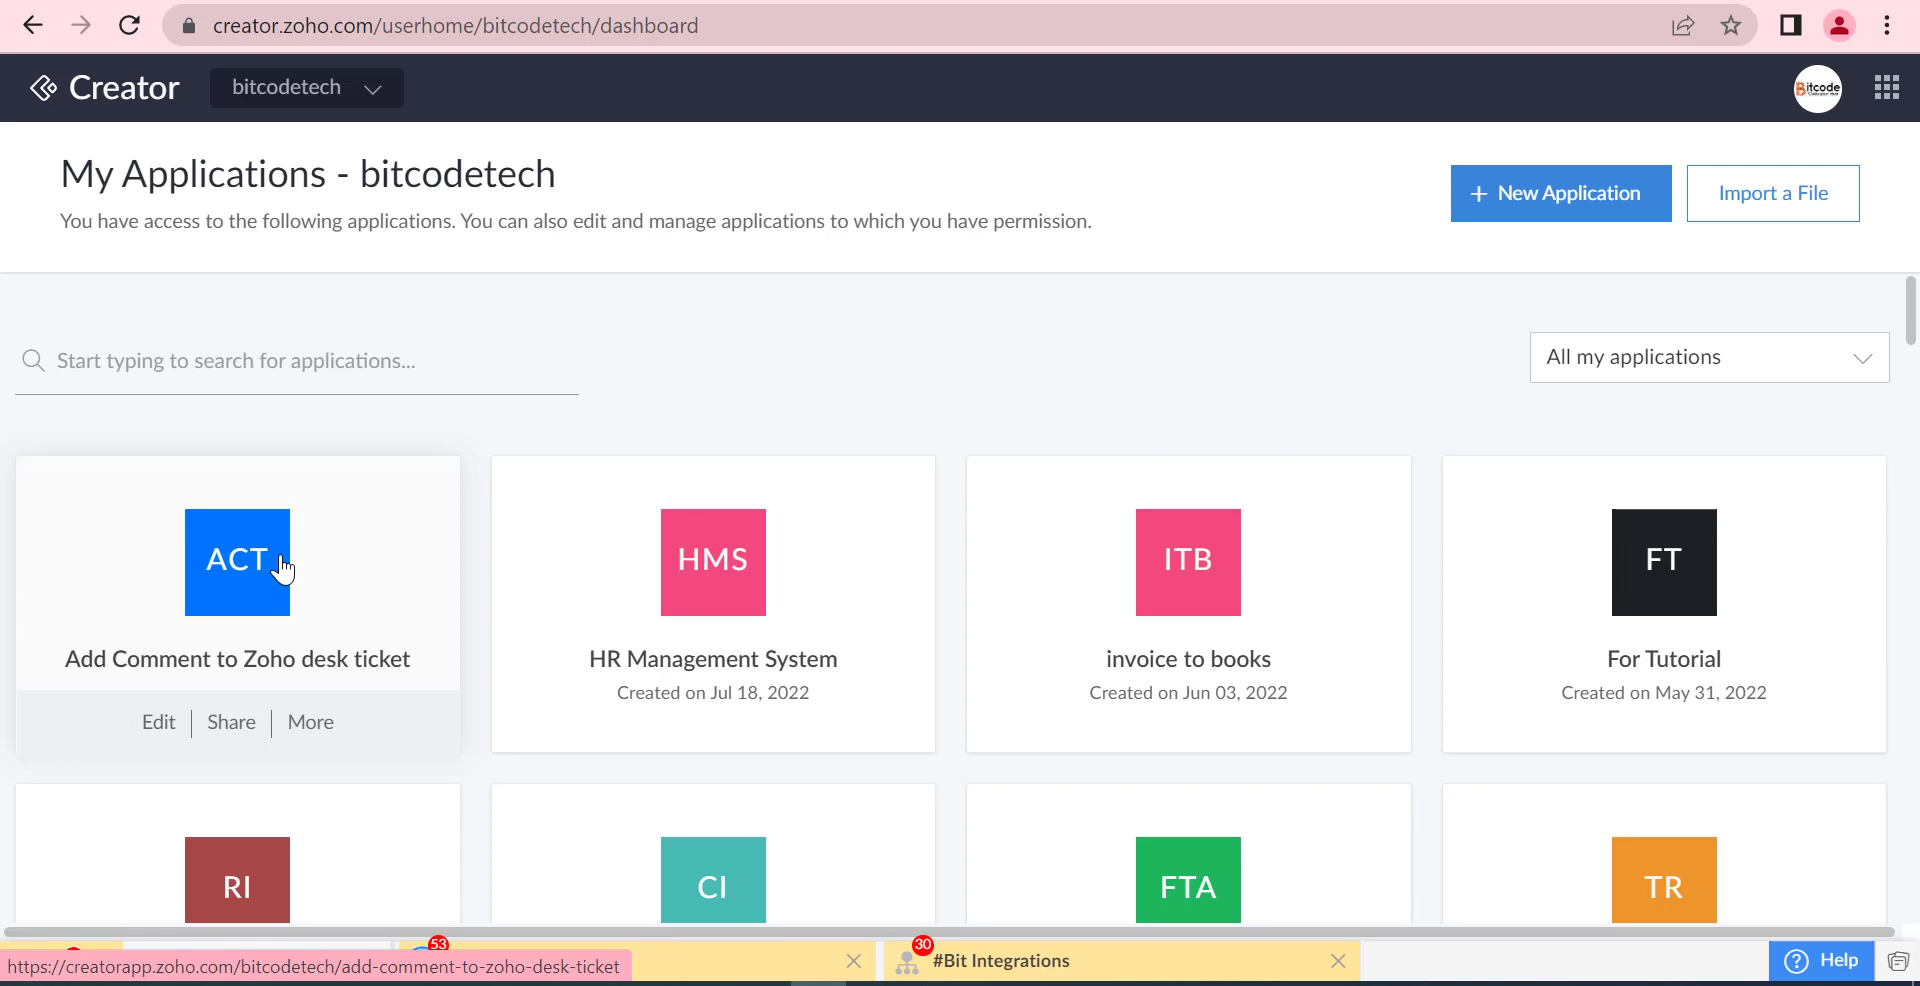 creator.zoho.com/userhome/bitcodetech/dashboard
Creator
bitcodetech
Bitcode
My Applications - bitcodetech
You have access to the following applications. You can also edit and manage applications to which you have permission.
+ New Application
Import a File
Start typing to search for applications...
All my applications
ACT
Add Comment to Zoho desk ticket
Edit | Share | More
HMS
HR Management System
Created on Jul 18, 2022
ITB
invoice to books
Created on Jun 03, 2022
FT
For Tutorial
Created on May 31, 2022
RI
CI
FTA
TR
53
30
#Bit Integrations
? Help
https://creatorapp.zoho.com/bitcodetech/add-comment-to-zoho-desk-ticket